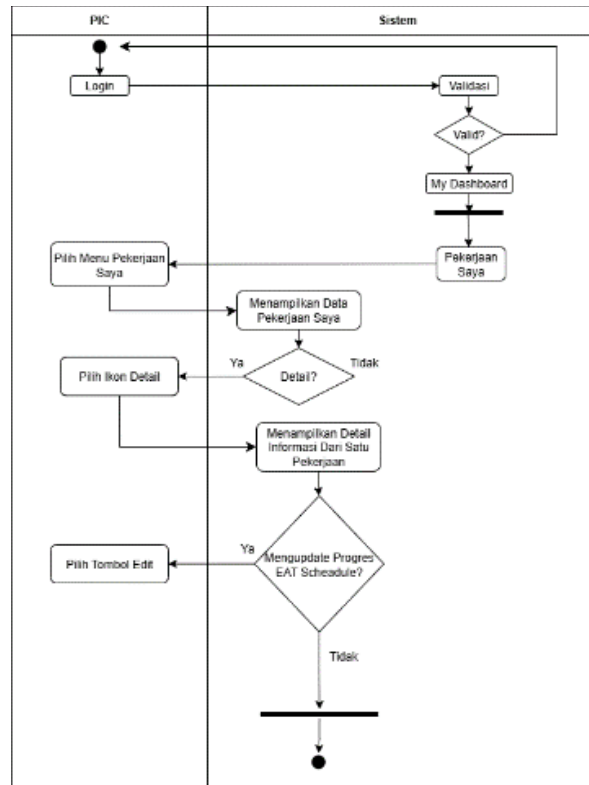 PIC
Sistem
Login
Validasi
Valid?
My Dashboard
Pekerjaan
Saya
Pilih Menu Pekerjaan
Saya
Menampilkan Data
Pekerjaan Saya
Ya
Tidak
Detail?
Pilih Ikon Detail
Menampilkan Detail
Informasi Dari Satu
Pekerjaan
Ya
Mengupdate Progres
EAT Scheadule?
Pilih Tombol Edit
Tidak